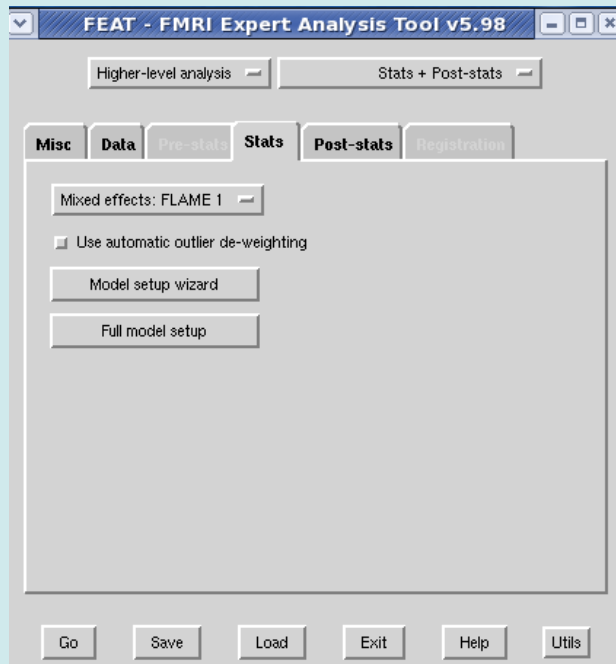 FEAT - FMRI Expert Analysis Tool v5.98
Higher-level analysis Stats + Post-stats
Misc Data Pre-stats Stats Post-stats Registration
Mixed effects: FLAME 1
Use automatic outlier de-weighting
Model setup wizard
Full model setup
Go Save Load Exit Help Utils